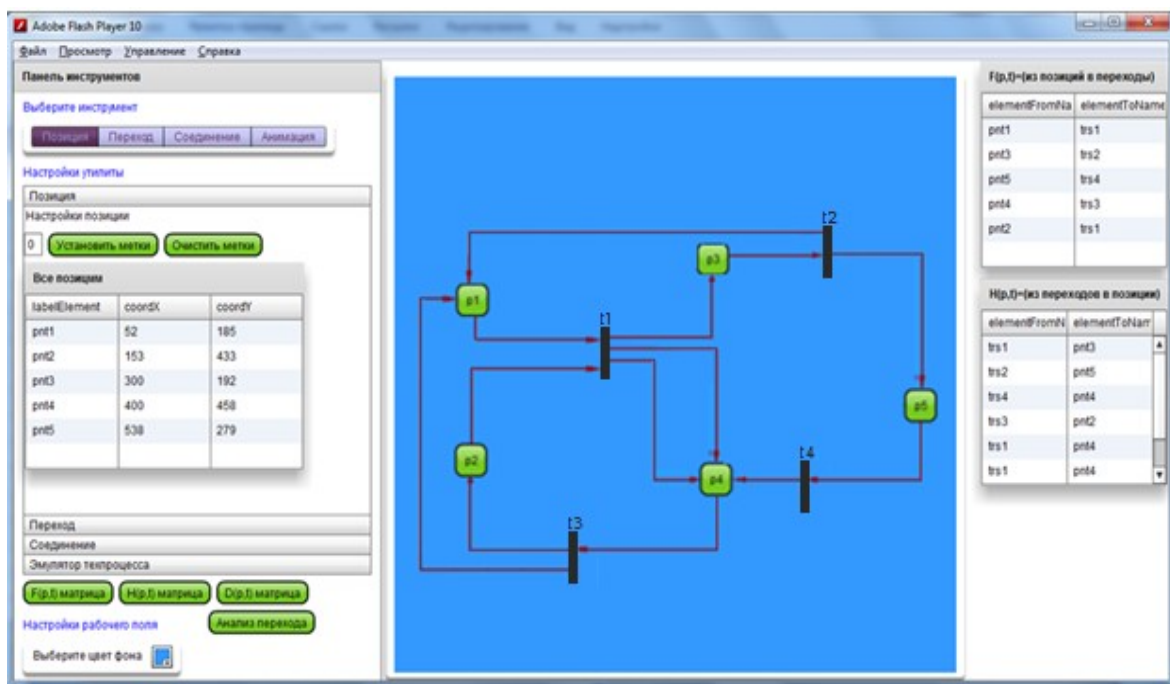 Adobe Flash Player 10
Файл Просмотр Управление Справка
Панель инструментов
Выберите инструмент
Позиция Переход Соединение Анимация
Настройки утилиты
Позиция
Настройки позиции
0 Установить метки Очистить метки
Все позиции
labelElement coordX coordY
pnt1 52 185
pnt2 153 433
pnt3 300 192
pnt4 400 458
pnt5 538 279
Переход
Соединение
Эмулятор техпроцесса
F(p,t) матрица H(p,t) матрица D(p,t) матрица
Настройки рабочего поля Анализ перехода
Выберите цвет фона
t2
p3
p1
t1
p5
p2
t4
p4
t3
F(p,t)=(из позиций в переходы)
elementFromNa elementToName
pnt1 trs1
pnt3 trs2
pnt5 trs4
pnt4 trs3
pnt2 trs1
H(p,t)=(из переходов в позиции)
elementFromN elementToNam
trs1 pnt3
trs2 pnt5
trs4 pnt4
trs3 pnt2
trs1 pnt4
trs1 pnt4